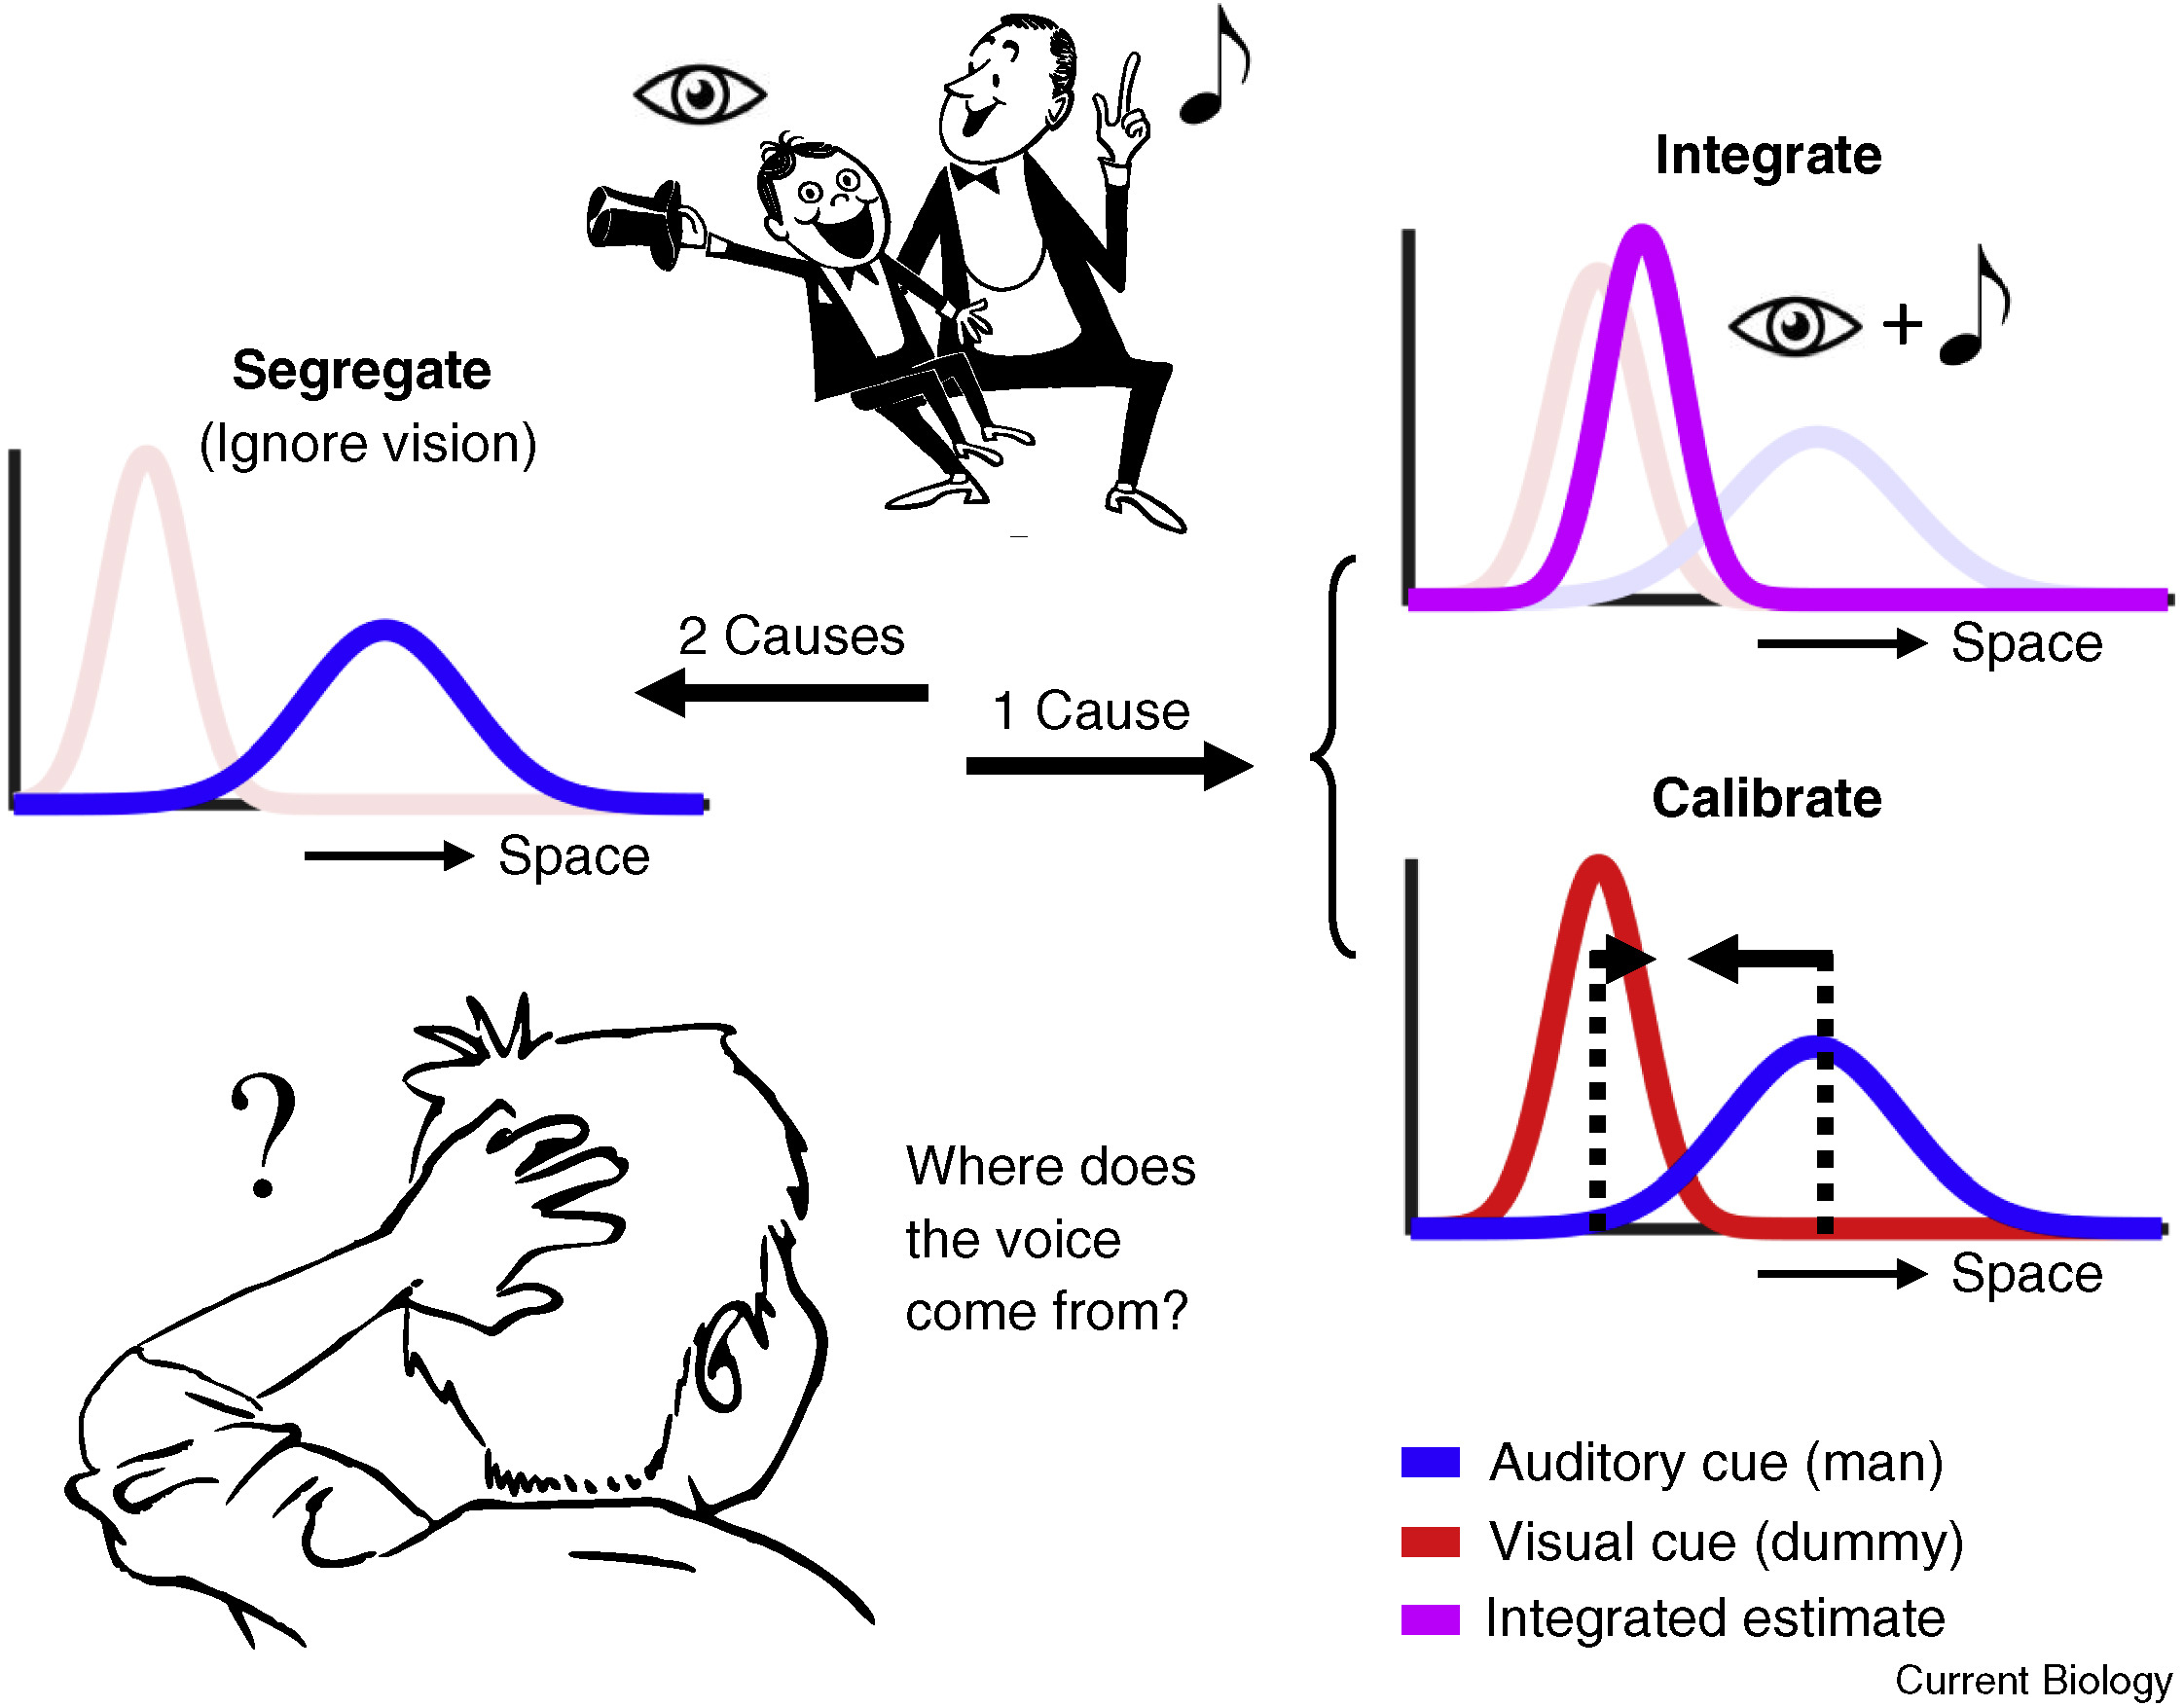 Integrate
+
Segregate
(Ignore vision)
2 Causes
1 Cause
Space
Calibrate
Space
?
Where does
the voice
come from?
Space
Auditory cue (man)
Visual cue (dummy)
Integrated estimate
Current Biology